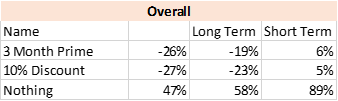 Overall
Name Long Term Short Term
3 Month Prime -26% -19% 6%
10% Discount -27% -23% 5%
Nothing 47% 58% 89%